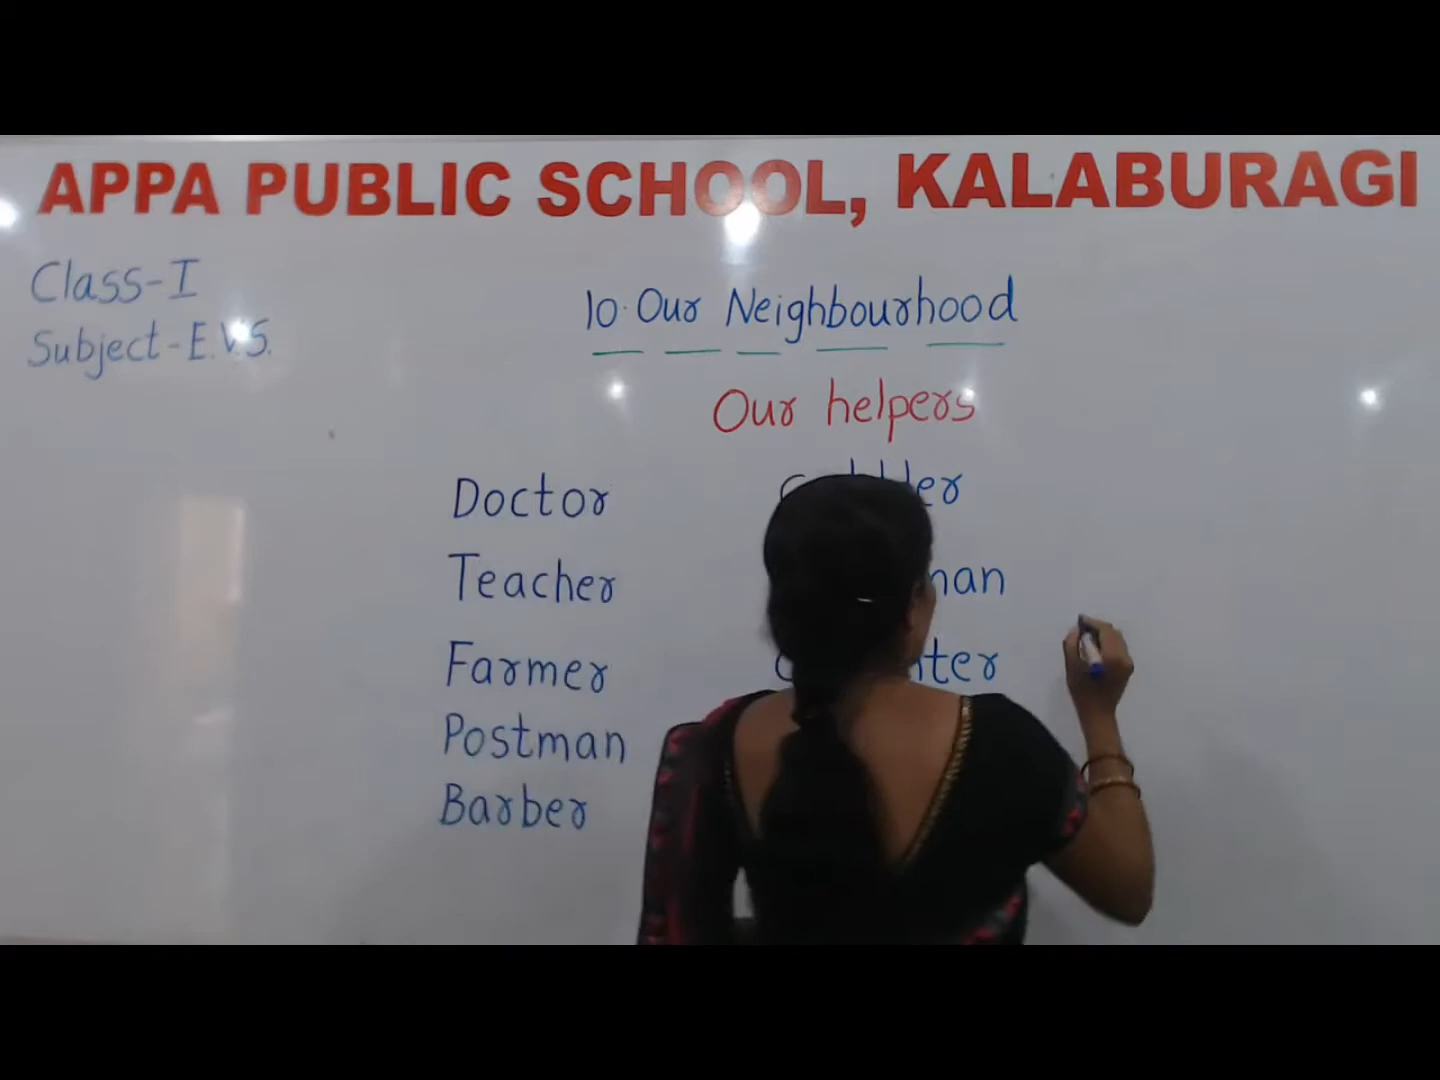 APPA PUBLIC SCHOOL, KALABURAGI
Class-I
Subject-E.V.S.
10. Our Neighbourhood
Our helpers
Doctor
Teacher
Farmer
Postman
Barber